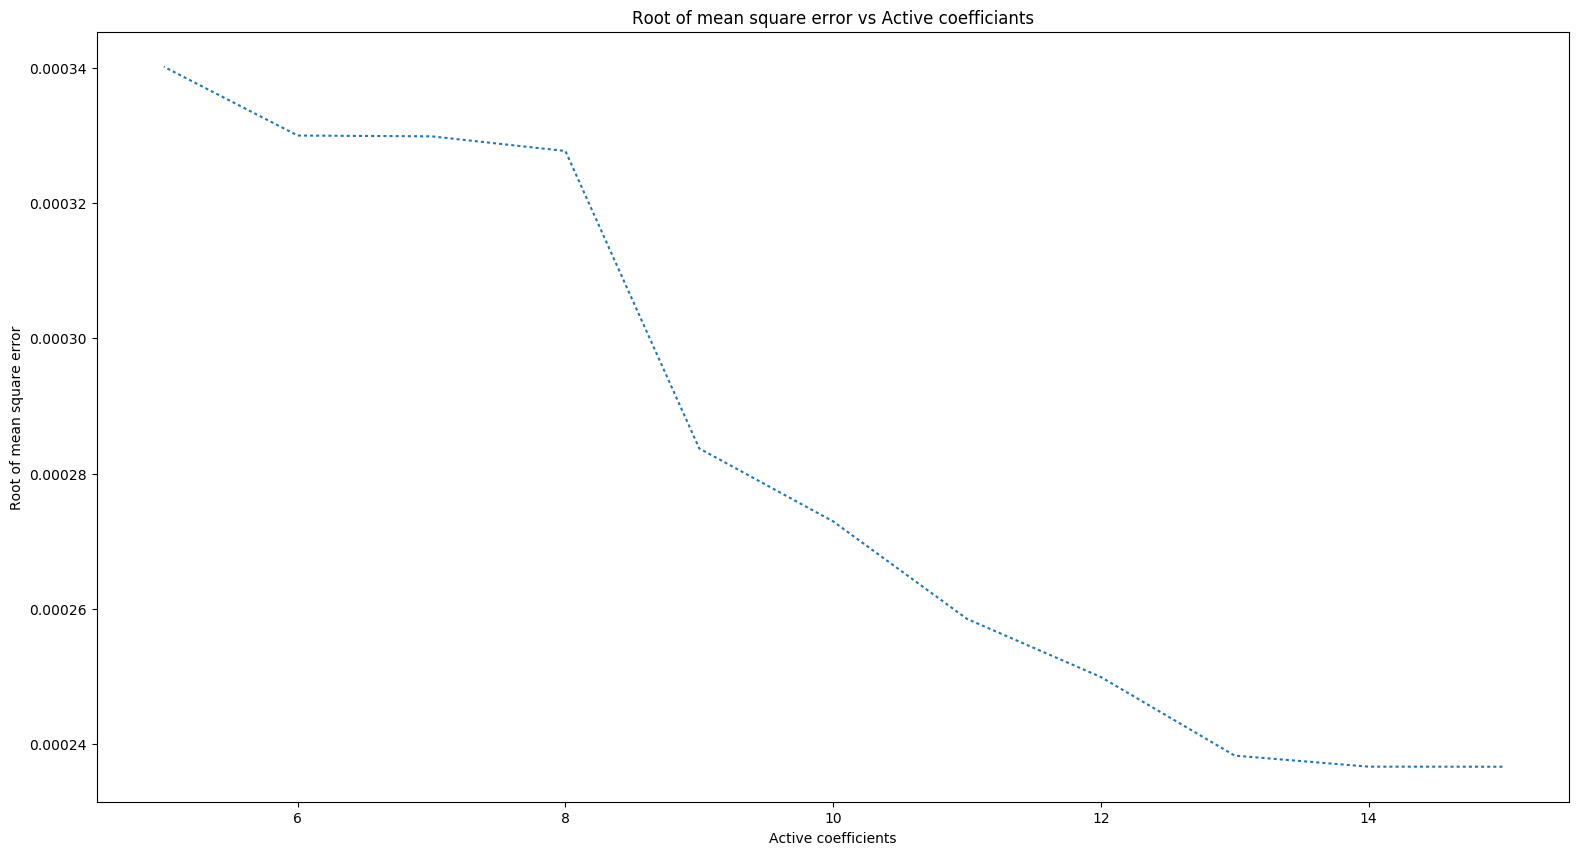 Root of mean square error vs Active coefficiants
0.00034
0.00032
0.00030
0.00028
0.00026
0.00024
Root of mean square error
6 8 10 12 14
Active coefficients